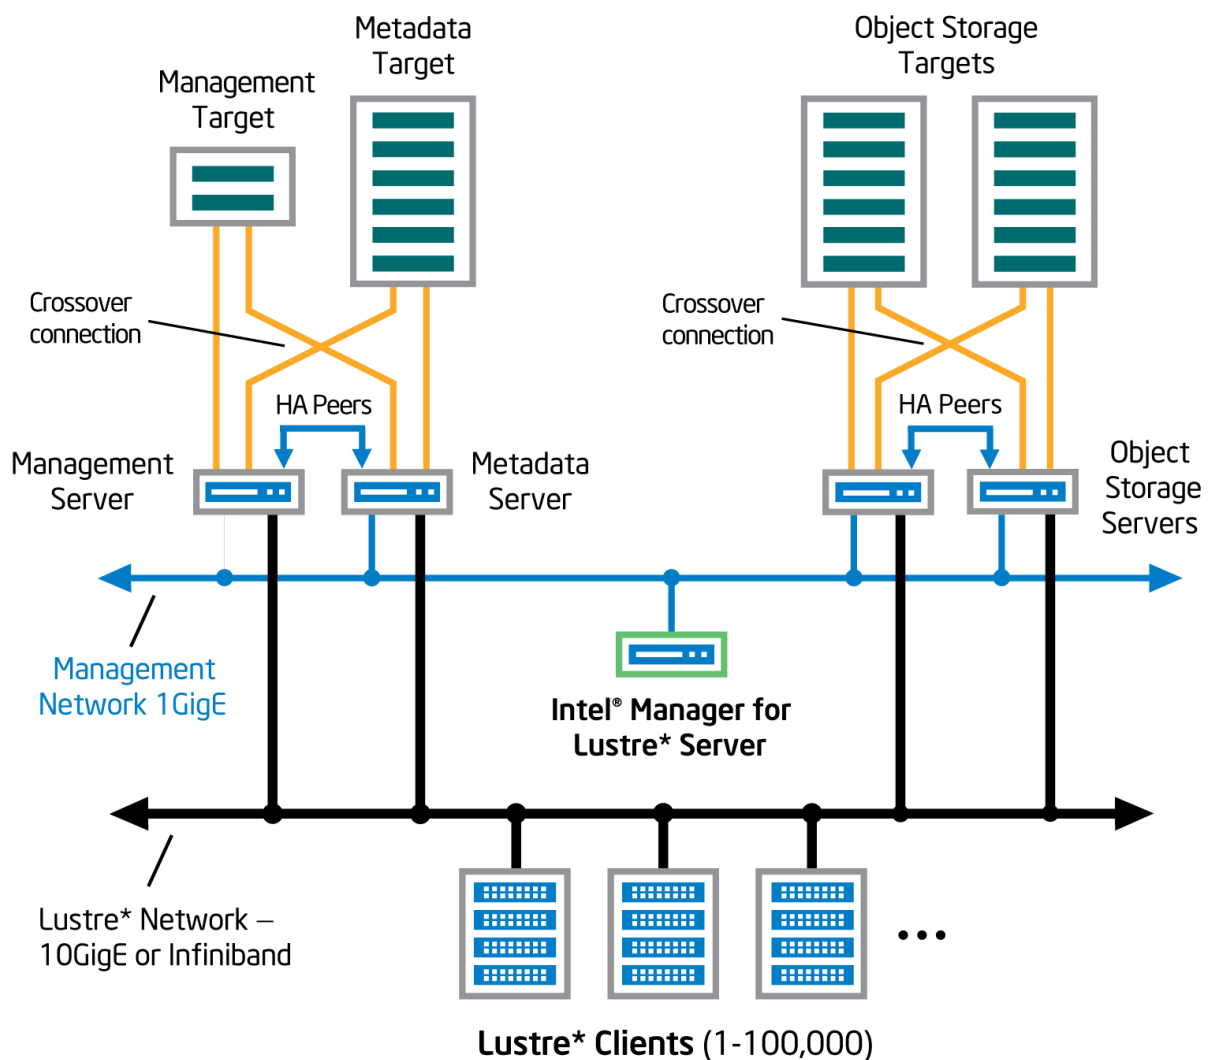 Metadata
Target
Object Storage
Targets
Management
Target
Crossover
connection
Crossover
connection
HA Peers
HA Peers
Management
Server
Metadata
Server
Object
Storage
Servers
Management
Network 1GigE
Intel® Manager for
Lustre* Server
Lustre* Network –
10GigE or Infiniband
...
Lustre* Clients (1-100,000)